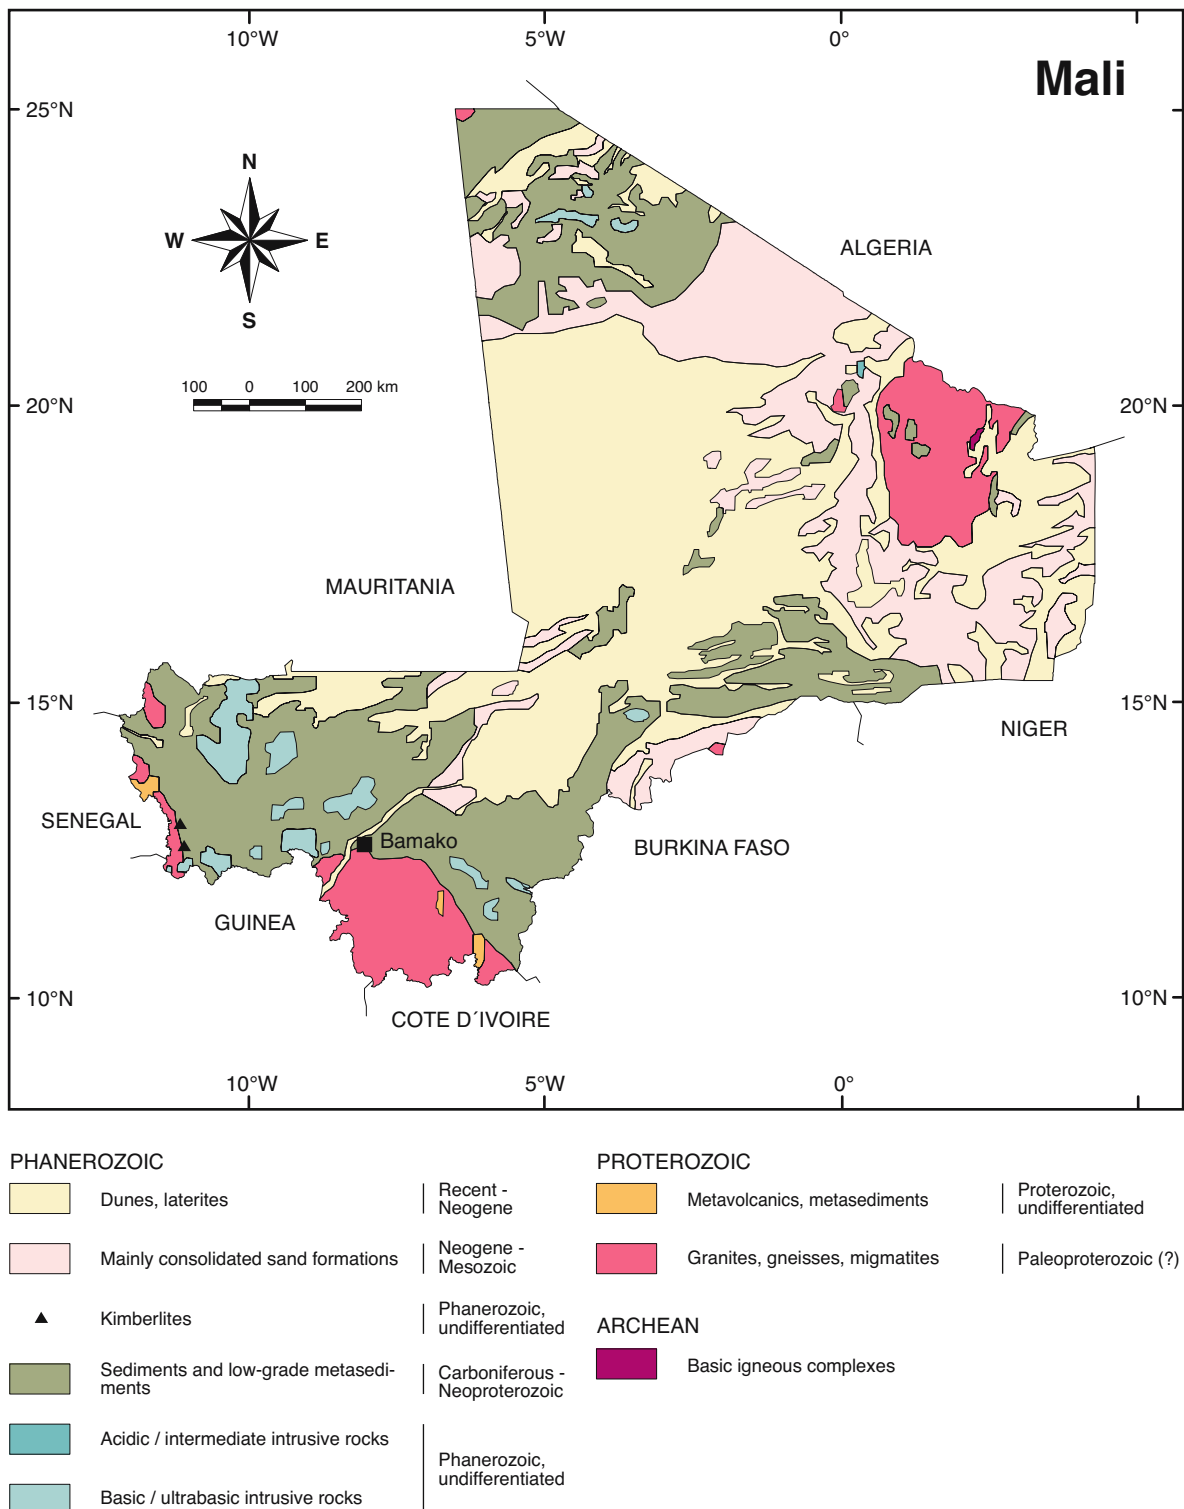 10°W 5°W 0°
Mali
25°N
N
W E
S
ALGERIA
100 0 100 200 km
20°N 20°N
MAURITANIA
15°N 15°N
NIGER
SENEGAL
Bamako
BURKINA FASO
GUINEA
10°N 10°N
COTE D´IVOIRE
10°W 5°W 0°
PHANEROZOIC
Dunes, laterites
Recent -
Neogene
Mainly consolidated sand formations
Neogene -
Mesozoic
Kimberlites
Phanerozoic,
undifferentiated
Sediments and low-grade metasedi-
ments
Carboniferous -
Neoproterozoic
Acidic / intermediate intrusive rocks
Basic / ultrabasic intrusive rocks
Phanerozoic,
undifferentiated
PROTEROZOIC
Metavolcanics, metasediments
Proterozoic,
undifferentiated
Granites, gneisses, migmatites
Paleoproterozoic (?)
ARCHEAN
Basic igneous complexes